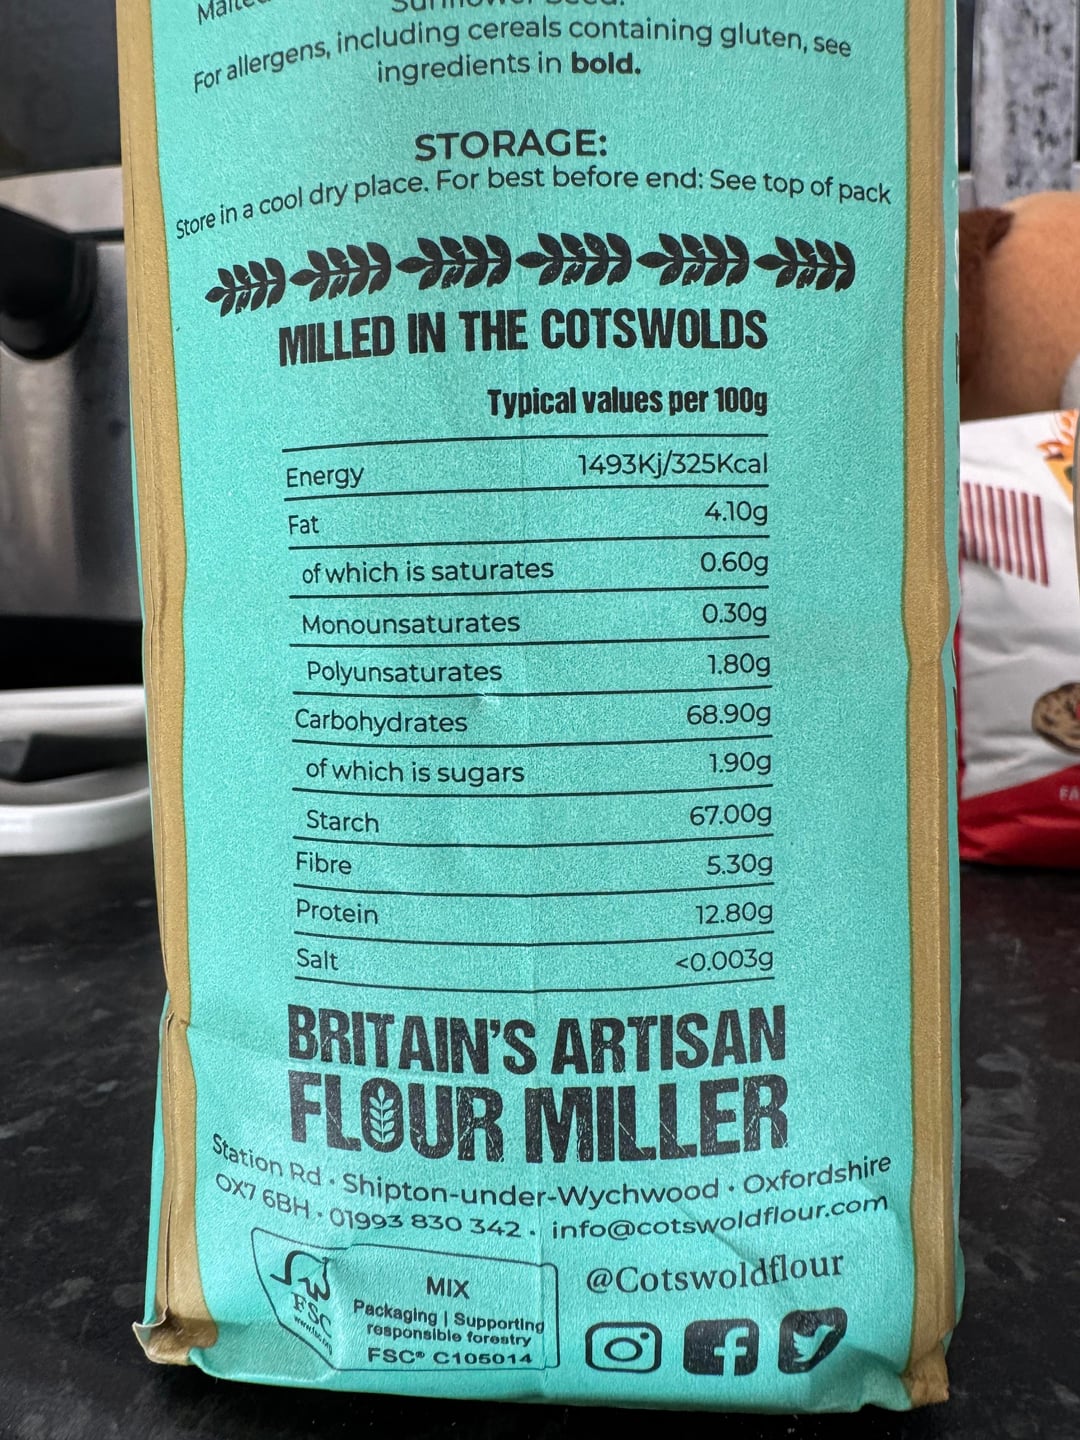 For allergens, including cereals containing gluten, see
ingredients in bold.
STORAGE:
Store in a cool dry place. For best before end: See top of pack
MILLED IN THE COTSWOLDS
Typical values per 100g
Energy 1493Kj/325Kcal
Fat 4.10g
of which is saturates 0.60g
Monounsaturates 0.30g
Polyunsaturates 1.80g
Carbohydrates 68.90g
of which is sugars 1.90g
Starch 67.00g
Fibre 5.30g
Protein 12.80g
Salt <0.003g
BRITAIN'S ARTISAN
FLOUR MILLER
Station Rd · Shipton-under-Wychwood · Oxfordshire
OX7 6BH · 01993 830 342 · info@cotswoldflour.com
@Cotswoldflour
FSC
www.fsc.org
MIX
Packaging | Supporting
responsible forestry
FSC® C105014